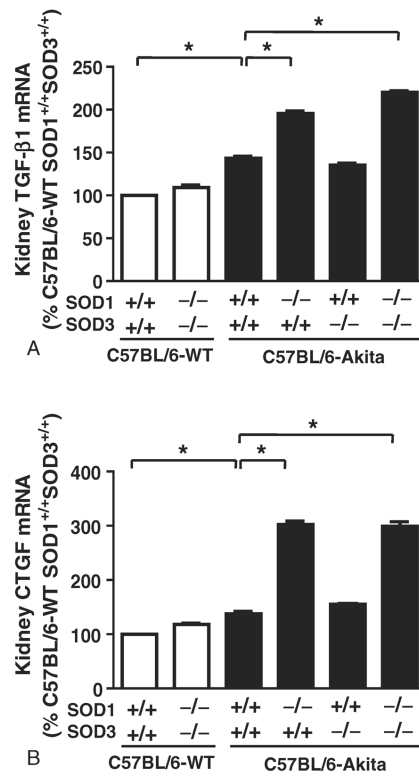 A
Kidney TGF-β1 mRNA
(% C57BL/6-WT SOD1+/+SOD3+/+)
250
200
150
100
50
0
* * *
SOD1 +/+ −/− +/+ −/− +/+ −/−
SOD3 +/+ −/− +/+ +/+ −/− −/−
C57BL/6-WT C57BL/6-Akita
B
Kidney CTGF mRNA
(% C57BL/6-WT SOD1+/+SOD3+/+)
400
300
200
100
0
* * *
SOD1 +/+ −/− +/+ −/− +/+ −/−
SOD3 +/+ −/− +/+ +/+ −/− −/−
C57BL/6-WT C57BL/6-Akita